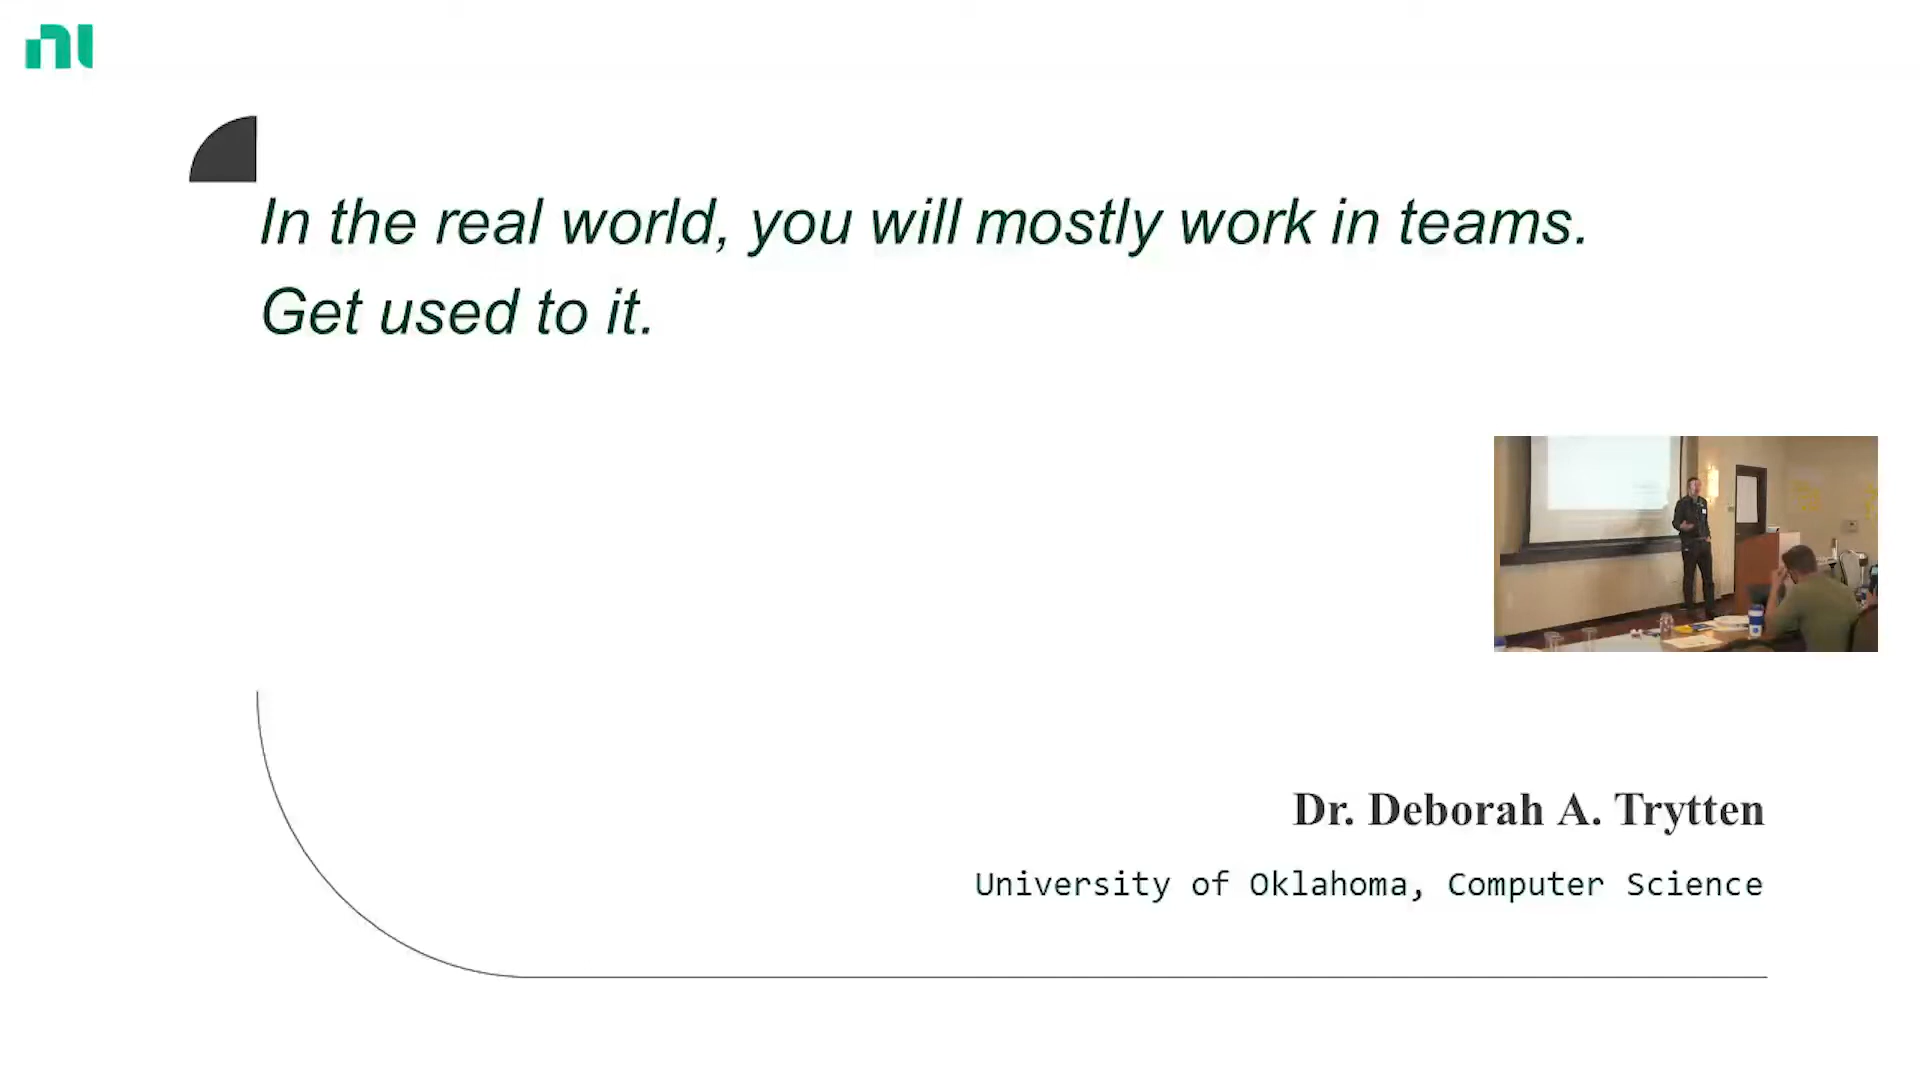 ni
In the real world, you will mostly work in teams.
Get used to it.
Dr. Deborah A. Trytten
University of Oklahoma, Computer Science